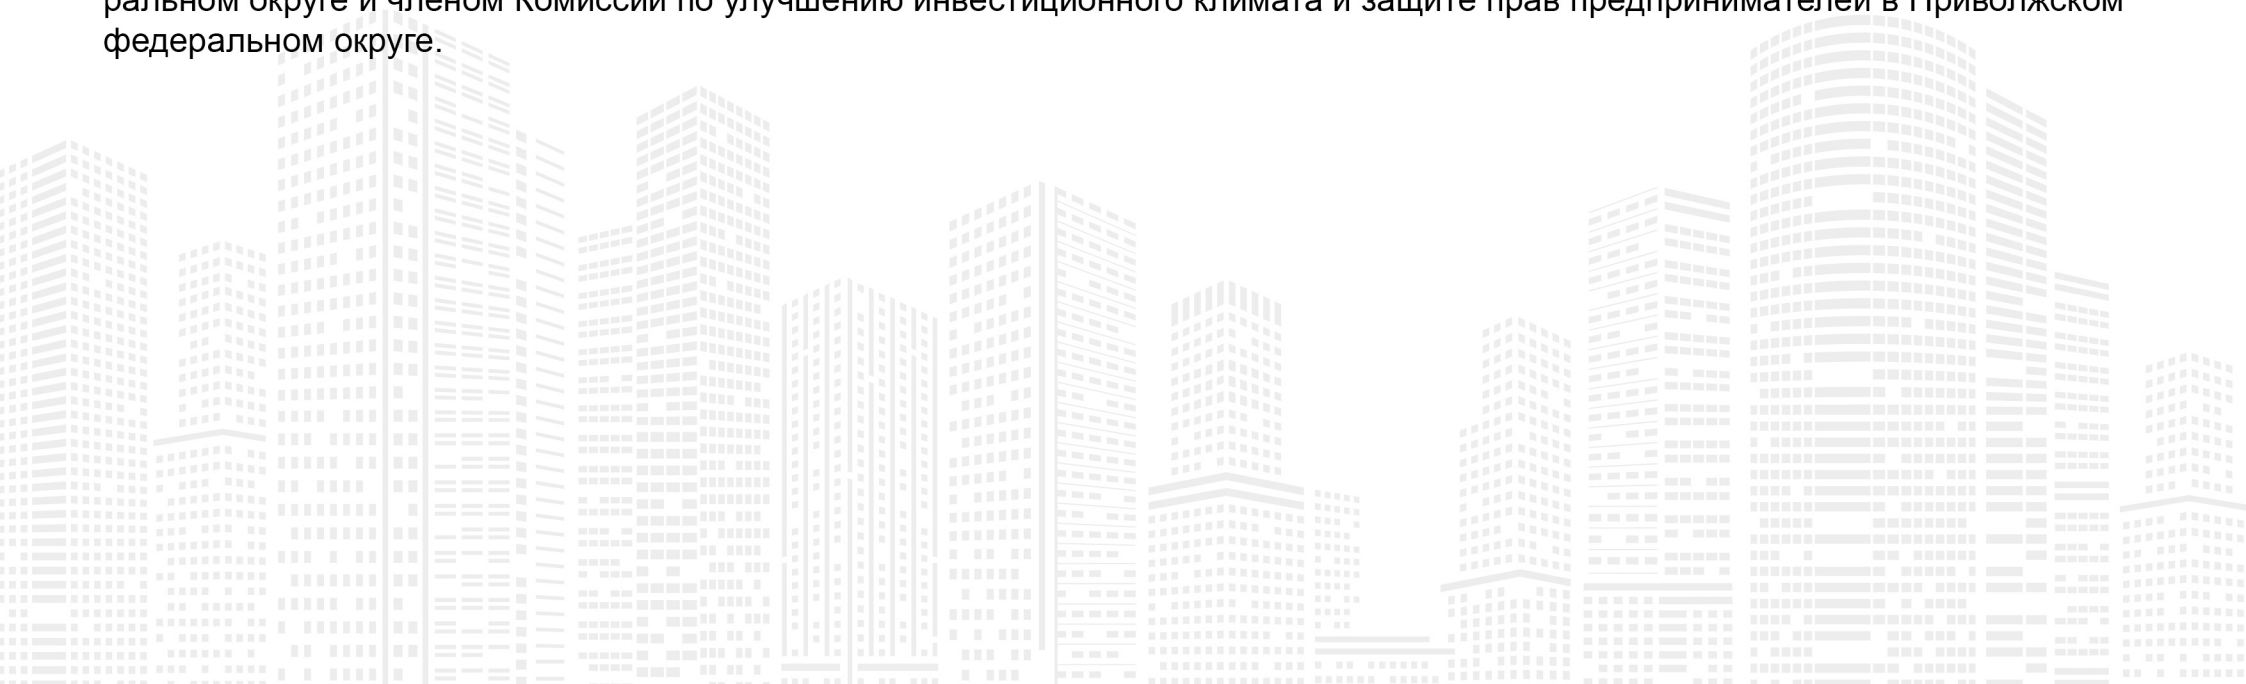 ральном округе и членом Комиссии по улучшению инвестиционного климата и защите прав предпринимателей в Приволжском
федеральном округе.